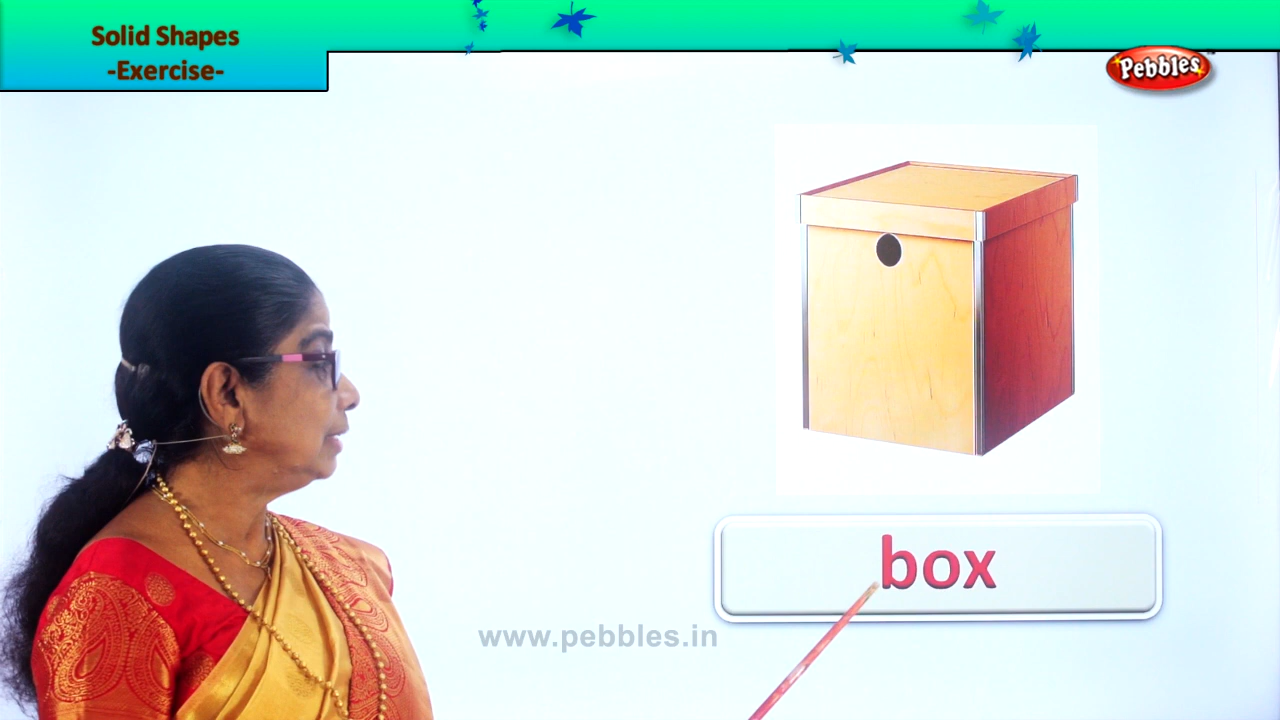 Solid Shapes
-Exercise-
Pebbles
box
www.pebbles.in